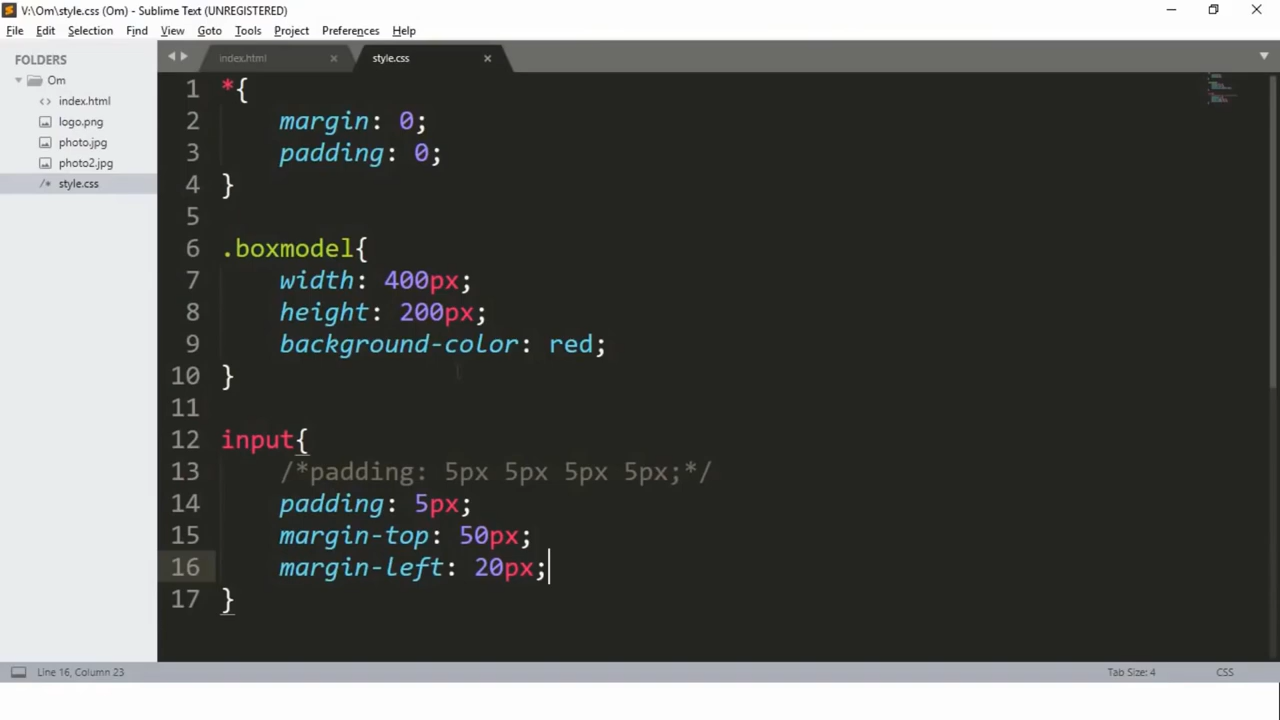 V:\Om\style.css (Om) - Sublime Text (UNREGISTERED)
File Edit Selection Find View Goto Tools Project Preferences Help
FOLDERS
Om
index.html
logo.png
photo.jpg
photo2.jpg
style.css
index.html
style.css
1 *{
2 margin: 0;
3 padding: 0;
4 }
5
6 .boxmodel{
7 width: 400px;
8 height: 200px;
9 background-color: red;
10 }
11
12 input{
13 /*padding: 5px 5px 5px 5px;*/
14 padding: 5px;
15 margin-top: 50px;
16 margin-left: 20px;
17 }
Line 16, Column 23
Tab Size: 4
CSS